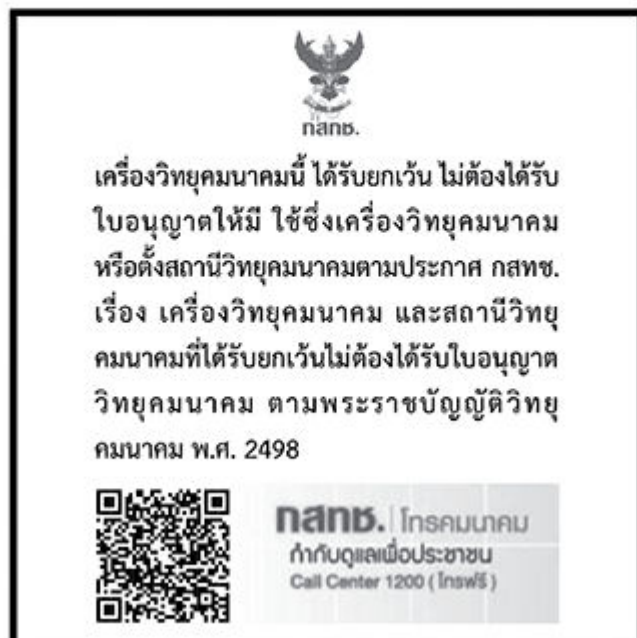 กสทช.
เครื่องวิทยุคมนาคมนี้ ได้รับยกเว้น ไม่ต้องได้รับ
ใบอนุญาตให้มี ใช้ซึ่งเครื่องวิทยุคมนาคม
หรือตั้งสถานีวิทยุคมนาคมตามประกาศ กสทช.
เรื่อง เครื่องวิทยุคมนาคม และสถานีวิทยุ
คมนาคมที่ได้รับยกเว้นไม่ต้องได้รับใบอนุญาต
วิทยุคมนาคม ตามพระราชบัญญัติวิทยุ
คมนาคม พ.ศ. 2498
กสทช. | โทรคมนาคม
กำกับดูแลเพื่อประชาชน
Call Center 1200 ( โทรฟรี )